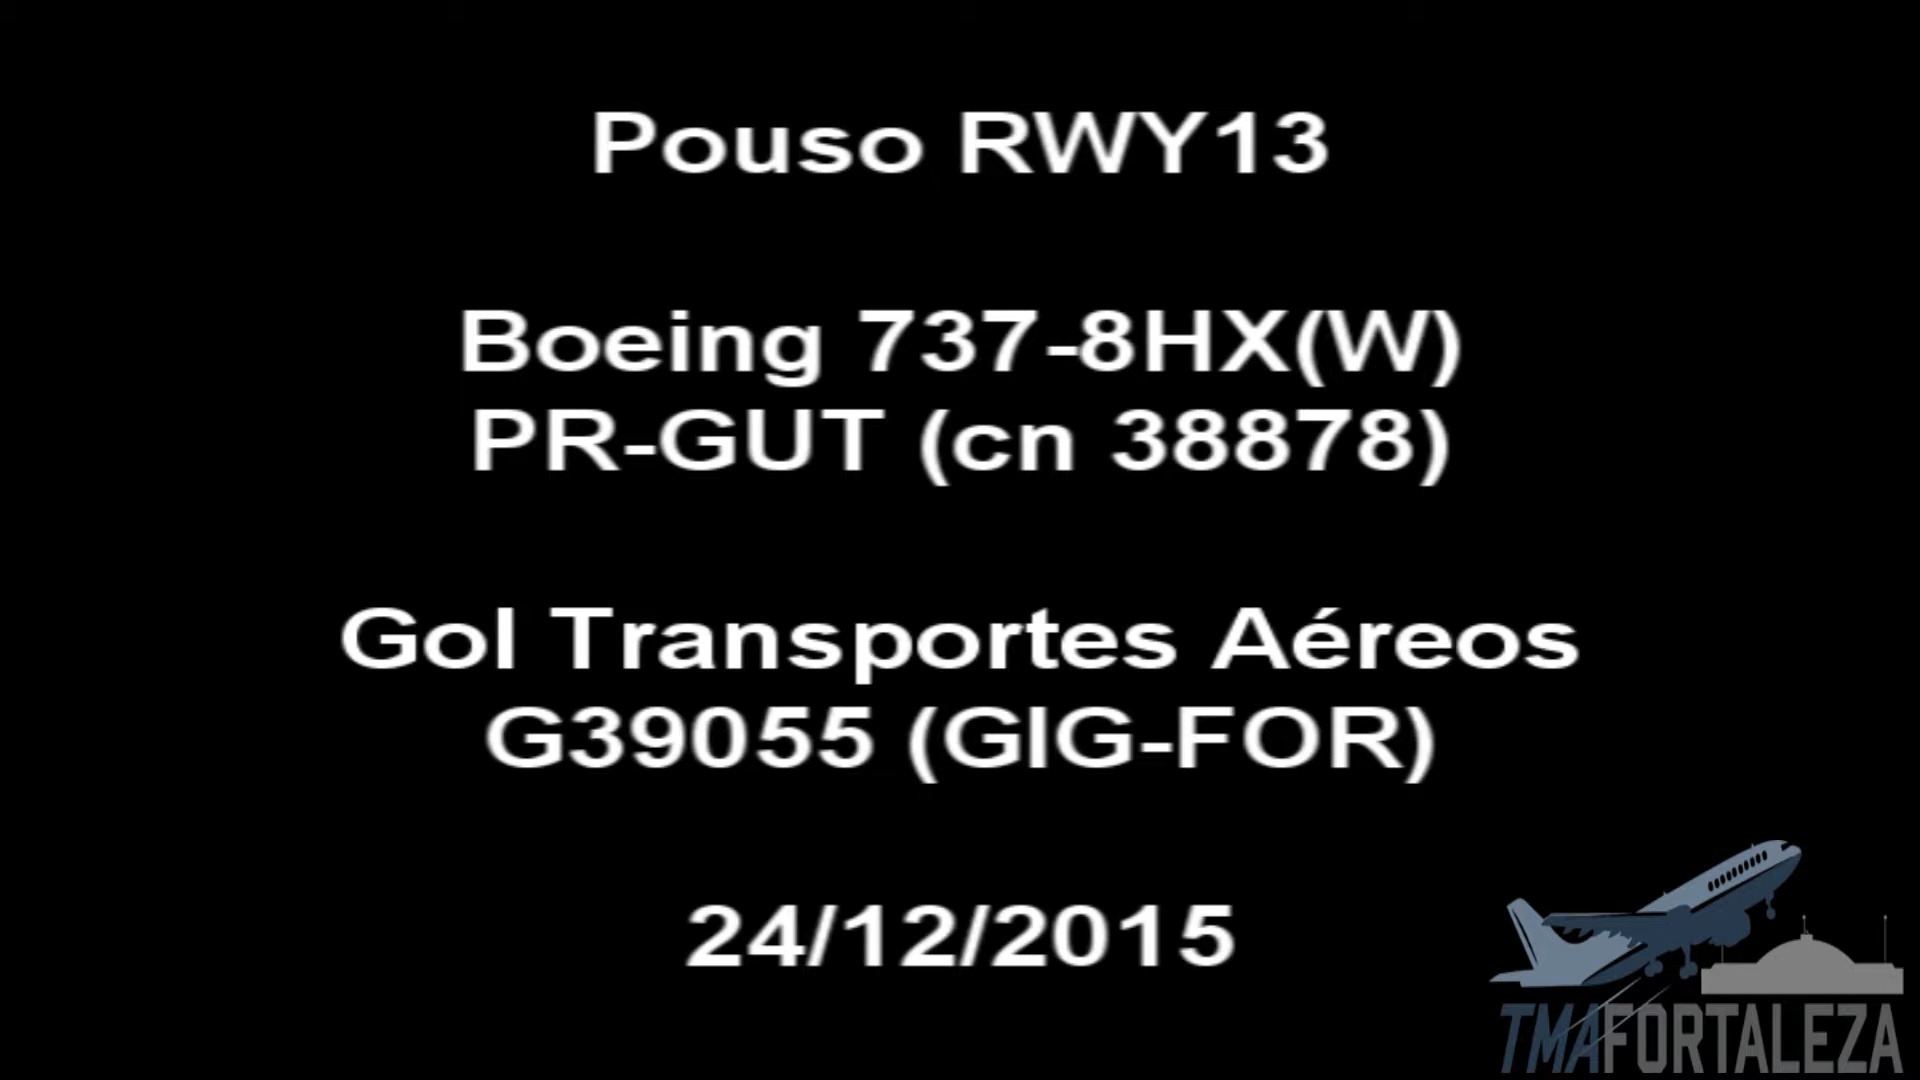 Pouso RWY13
Boeing 737-8HX(W)
PR-GUT (cn 38878)
Gol Transportes Aéreos
G39055 (GIG-FOR)
24/12/2015
TMAFORTALEZA